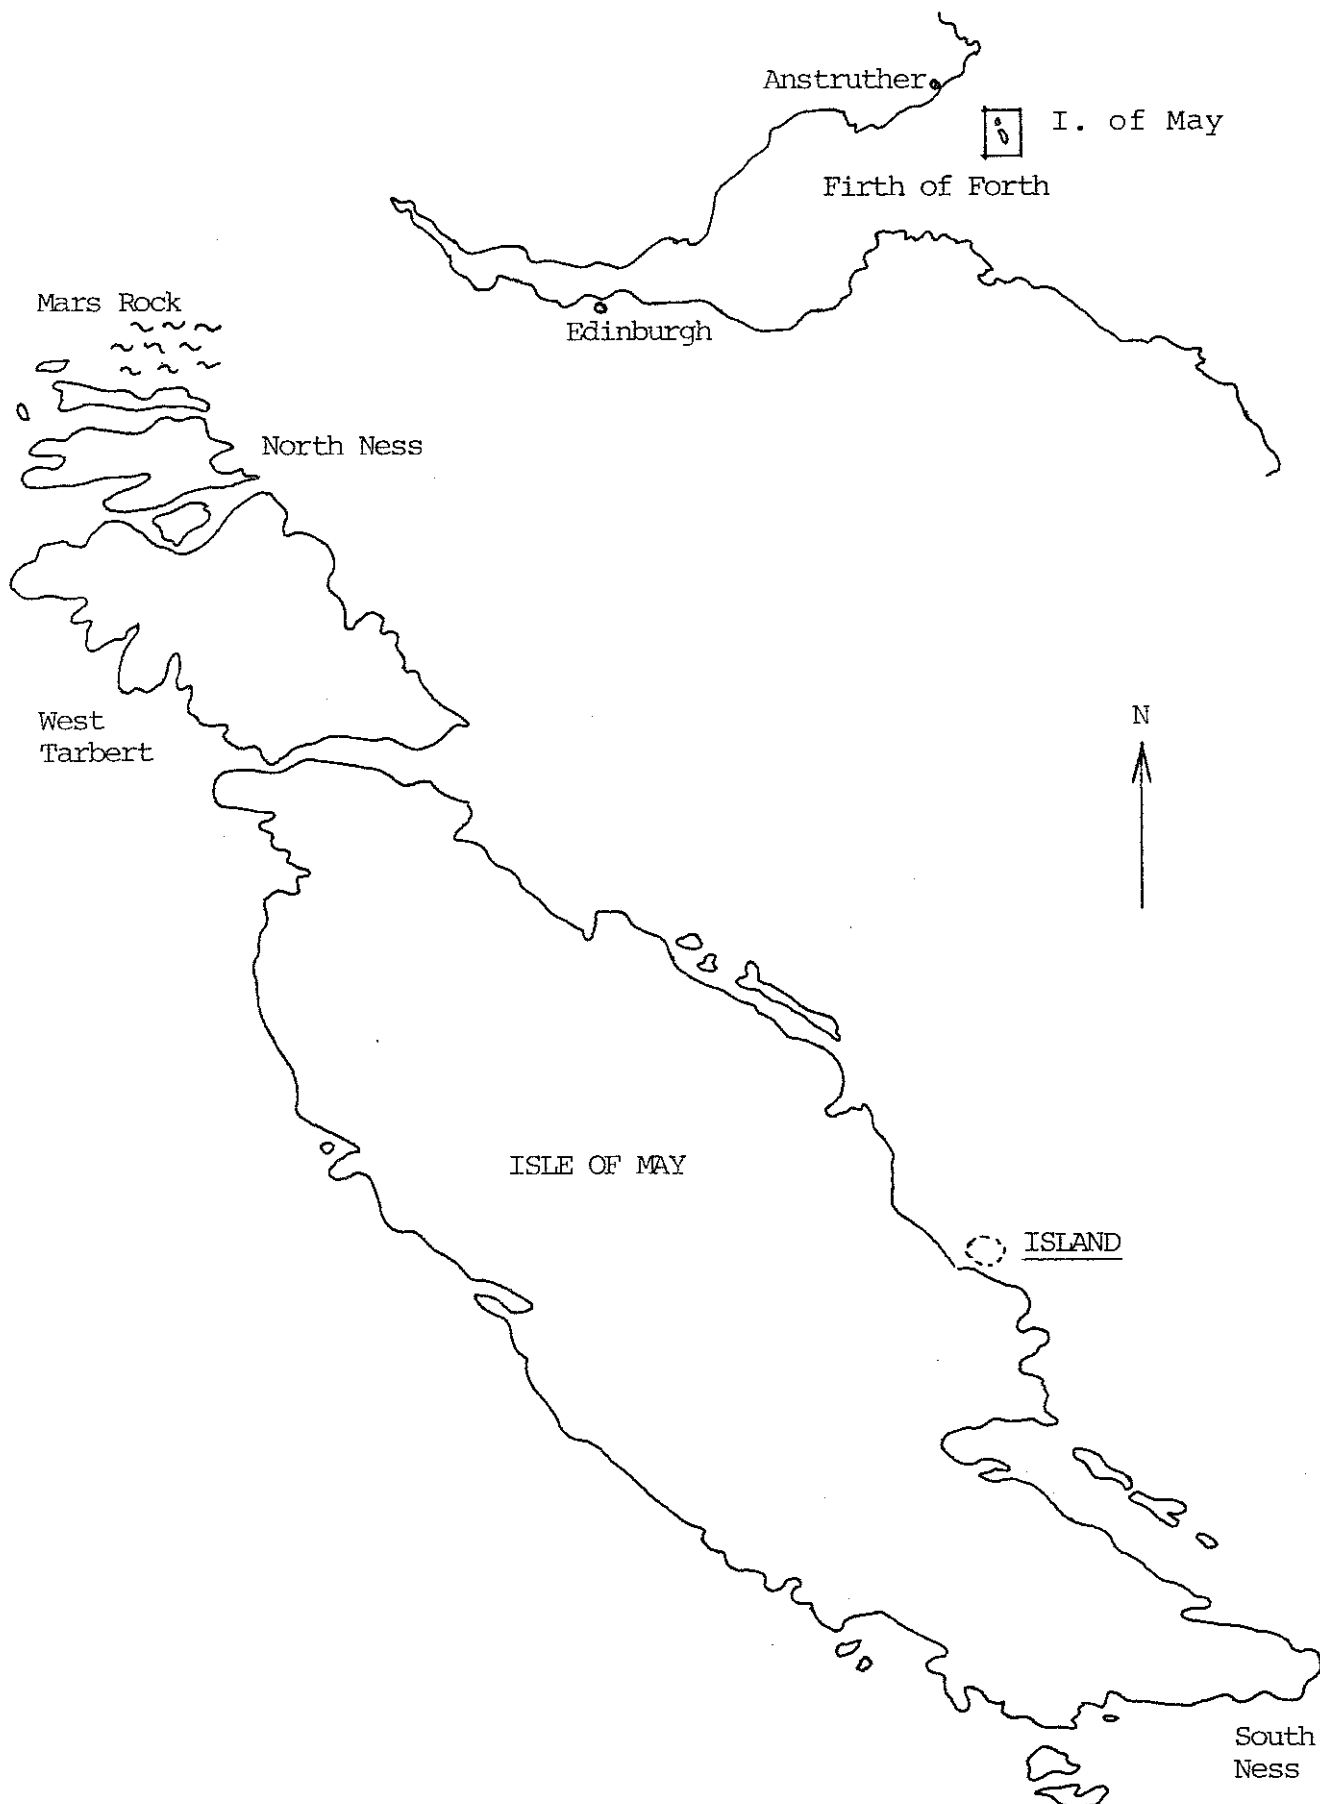 Anstruther
I. of May
Firth of Forth
Edinburgh
Mars Rock
North Ness
West
Tarbert
N
ISLE OF MAY
ISLAND
South
Ness